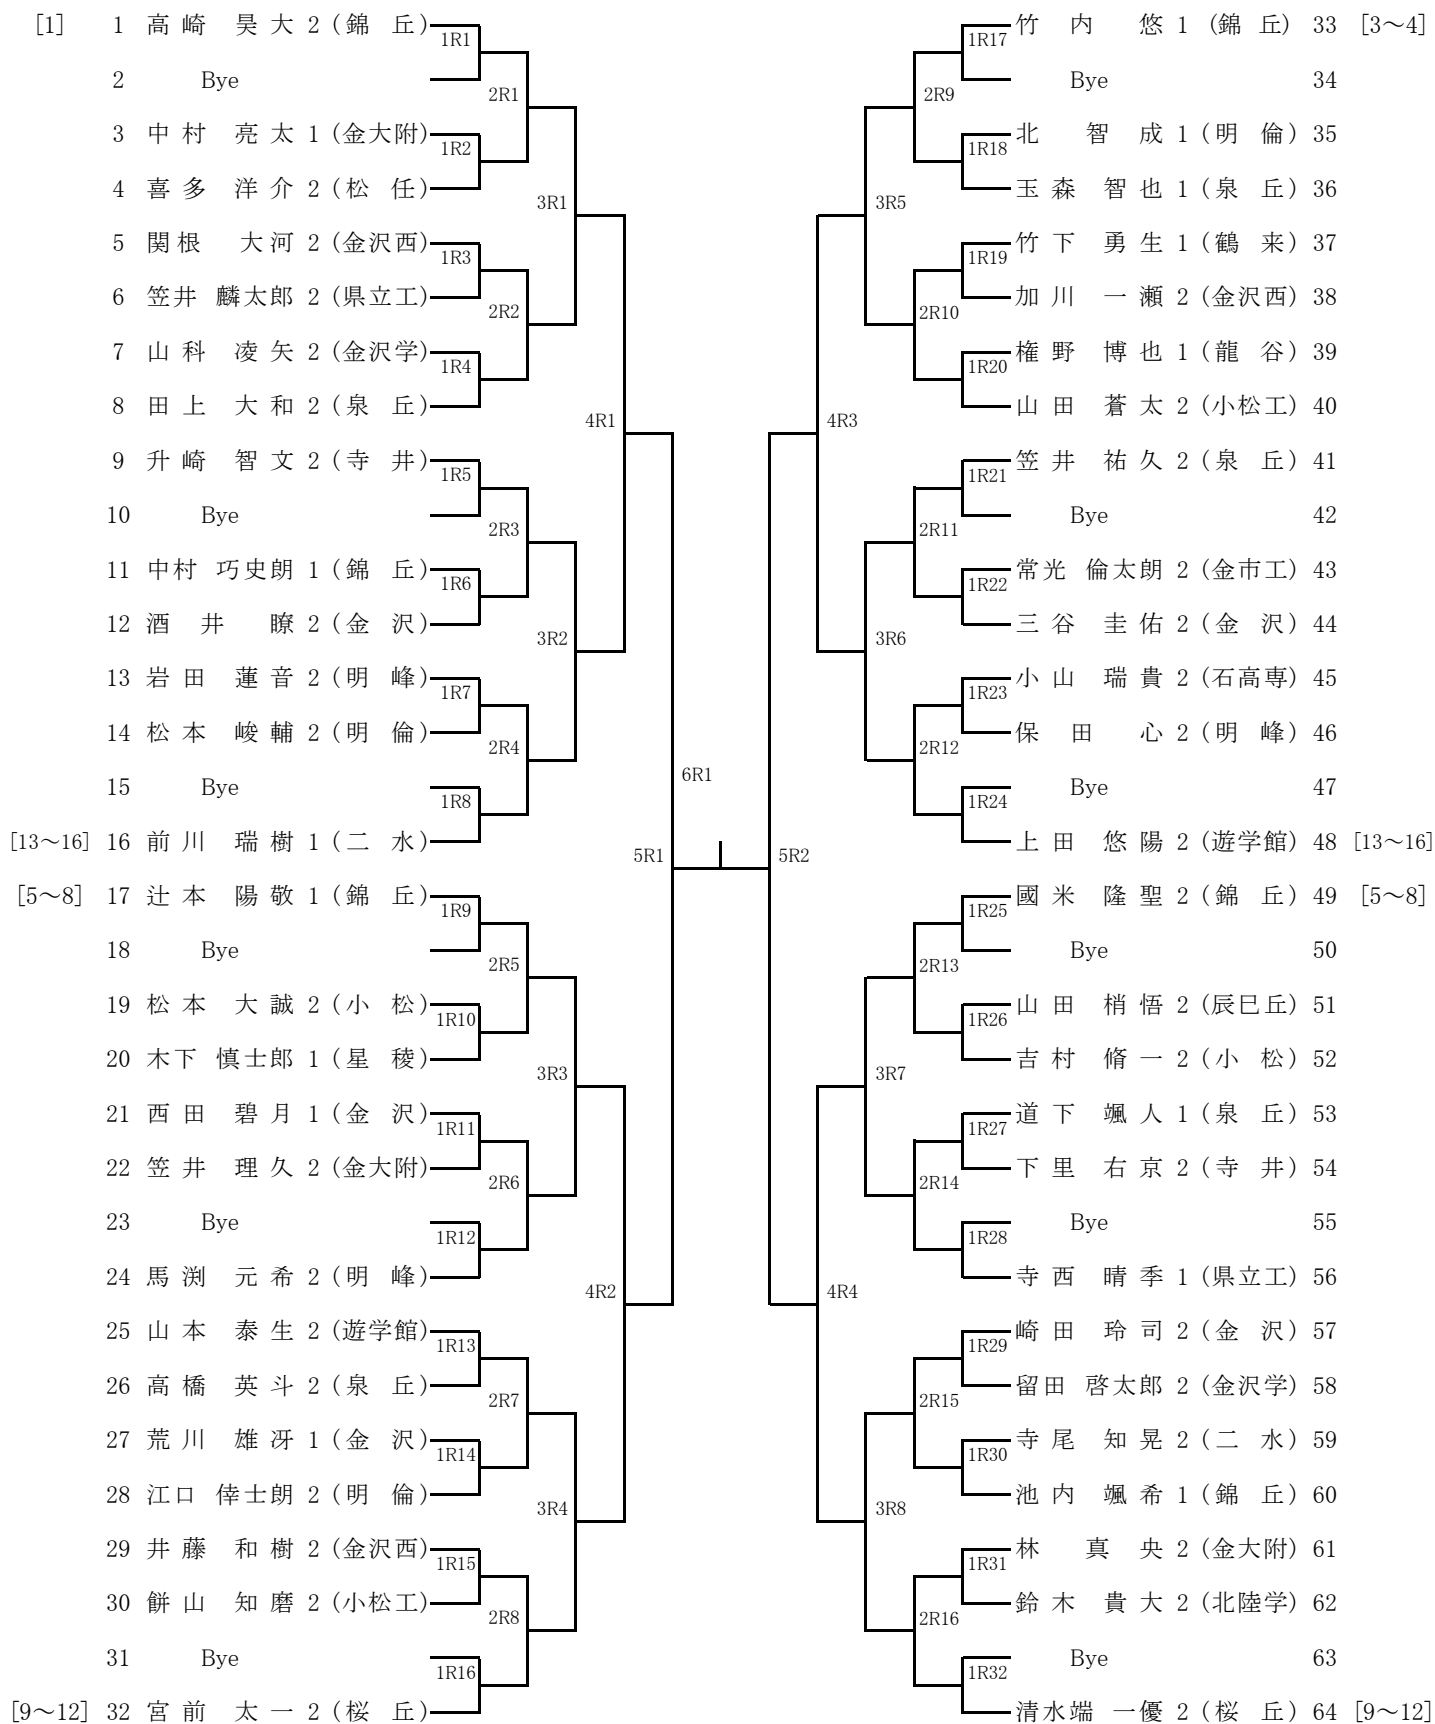 [1] 1 高崎 昊大 2 (錦 丘)
2 Bye
3 中村 亮太 1 (金大附)
4 喜多 洋介 2 (松 任)
5 関根 大河 2 (金沢西)
6 笠井 麟太郎 2 (県立工)
7 山科 凌矢 2 (金沢学)
8 田上 大和 2 (泉 丘)
9 升崎 智文 2 (寺 井)
10 Bye
11 中村 巧史朗 1 (錦 丘)
12 酒井 瞭 2 (金 沢)
13 岩田 蓮音 2 (明 峰)
14 松本 峻輔 2 (明 倫)
15 Bye
[13～16] 16 前川 瑞樹 1 (二 水)
[5～8] 17 辻本 陽敬 1 (錦 丘)
18 Bye
19 松本 大誠 2 (小 松)
20 木下 慎士郎 1 (星 稜)
21 西田 碧月 1 (金 沢)
22 笠井 理久 2 (金大附)
23 Bye
24 馬渕 元希 2 (明 峰)
25 山本 泰生 2 (遊学館)
26 高橋 英斗 2 (泉 丘)
27 荒川 雄冴 1 (金 沢)
28 江口 倖士朗 2 (明 倫)
29 井藤 和樹 2 (金沢西)
30 餅山 知磨 2 (小松工)
31 Bye
[9～12] 32 宮前 太一 2 (桜 丘)
1R1
1R2
1R3
1R4
1R5
1R6
1R7
1R8
1R9
1R10
1R11
1R12
1R13
1R14
1R15
1R16
2R1
2R2
2R3
2R4
2R5
2R6
2R7
2R8
3R1
3R2
3R3
3R4
4R1
4R2
5R1
6R1
5R2
4R3
4R4
3R5
3R6
3R7
3R8
2R9
2R10
2R11
2R12
2R13
2R14
2R15
2R16
1R17
1R18
1R19
1R20
1R21
1R22
1R23
1R24
1R25
1R26
1R27
1R28
1R29
1R30
1R31
1R32
竹内 悠 1 (錦 丘) 33 [3～4]
Bye 34
北 智成 1 (明 倫) 35
玉森 智也 1 (泉 丘) 36
竹下 勇生 1 (鶴 来) 37
加川 一瀬 2 (金沢西) 38
権野 博也 1 (龍 谷) 39
山田 蒼太 2 (小松工) 40
笠井 祐久 2 (泉 丘) 41
Bye 42
常光 倫太朗 2 (金市工) 43
三谷 圭佑 2 (金 沢) 44
小山 瑞貴 2 (石高専) 45
保田 心 2 (明 峰) 46
Bye 47
上田 悠陽 2 (遊学館) 48 [13～16]
國米 隆聖 2 (錦 丘) 49 [5～8]
Bye 50
山田 梢悟 2 (辰巳丘) 51
吉村 脩一 2 (小 松) 52
道下 颯人 1 (泉 丘) 53
下里 右京 2 (寺 井) 54
Bye 55
寺西 晴季 1 (県立工) 56
崎田 玲司 2 (金 沢) 57
留田 啓太郎 2 (金沢学) 58
寺尾 知晃 2 (二 水) 59
池内 颯希 1 (錦 丘) 60
林 真央 2 (金大附) 61
鈴木 貴大 2 (北陸学) 62
Bye 63
清水端 一優 2 (桜 丘) 64 [9～12]